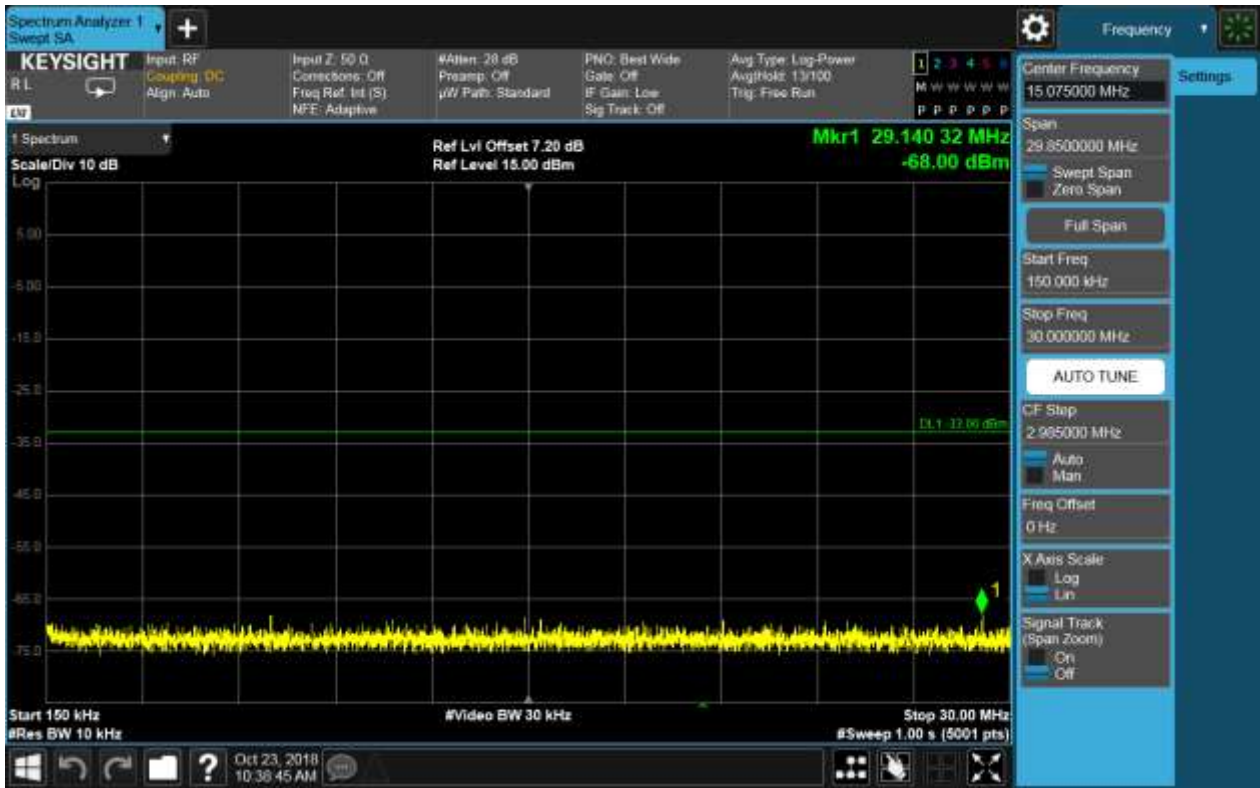 Spectrum Analyzer 1
Swept SA
Frequency
KEYSIGHT
R L
Input: RF
Coupling: DC
Align: Auto
Input Z: 50 Ω
Corrections: Off
Freq Ref: Int (S)
NFE: Adaptive
#Atten: 28 dB
Preamp: Off
µW Path: Standard
PNO: Best Wide
Gate: Off
IF Gain: Low
Sig Track: Off
Avg Type: Log-Power
Avg|Hold: 13/100
Trig: Free Run
1 2 3 4 5 6
M W W W W W
P P P P P P
1 Spectrum
Scale/Div 10 dB
Log
Ref Lvl Offset 7.20 dB
Ref Level 15.00 dBm
Mkr1 29.140 32 MHz
-68.00 dBm
5.00
-5.00
-15.0
-25.0
-35.0
-45.0
-55.0
-65.0
-75.0
DL1 -33.00 dBm
1
Start 150 kHz
#Res BW 10 kHz
#Video BW 30 kHz
Stop 30.00 MHz
#Sweep 1.00 s (5001 pts)
Oct 23, 2018
10:38:45 AM
Center Frequency
15.075000 MHz
Settings
Span
29.8500000 MHz
Swept Span
Zero Span
Full Span
Start Freq
150.000 kHz
Stop Freq
30.000000 MHz
AUTO TUNE
CF Step
2.985000 MHz
Auto
Man
Freq Offset
0 Hz
X Axis Scale
Log
Lin
Signal Track
(Span Zoom)
On
Off